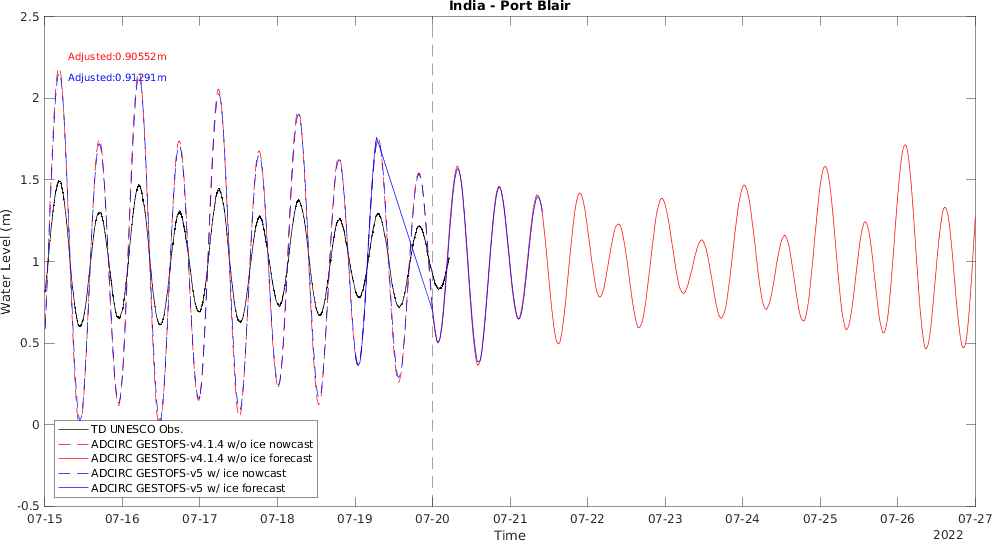 India - Port Blair
Adjusted:0.90552m
Adjusted:0.91291m
Water Level (m)
2.5
2
1.5
1
0.5
0
-0.5
TD UNESCO Obs.
ADCIRC GESTOFS-v4.1.4 w/o ice nowcast
ADCIRC GESTOFS-v4.1.4 w/o ice forecast
ADCIRC GESTOFS-v5 w/ ice nowcast
ADCIRC GESTOFS-v5 w/ ice forecast
07-15 07-16 07-17 07-18 07-19 07-20 07-21 07-22 07-23 07-24 07-25 07-26 07-27
Time
2022